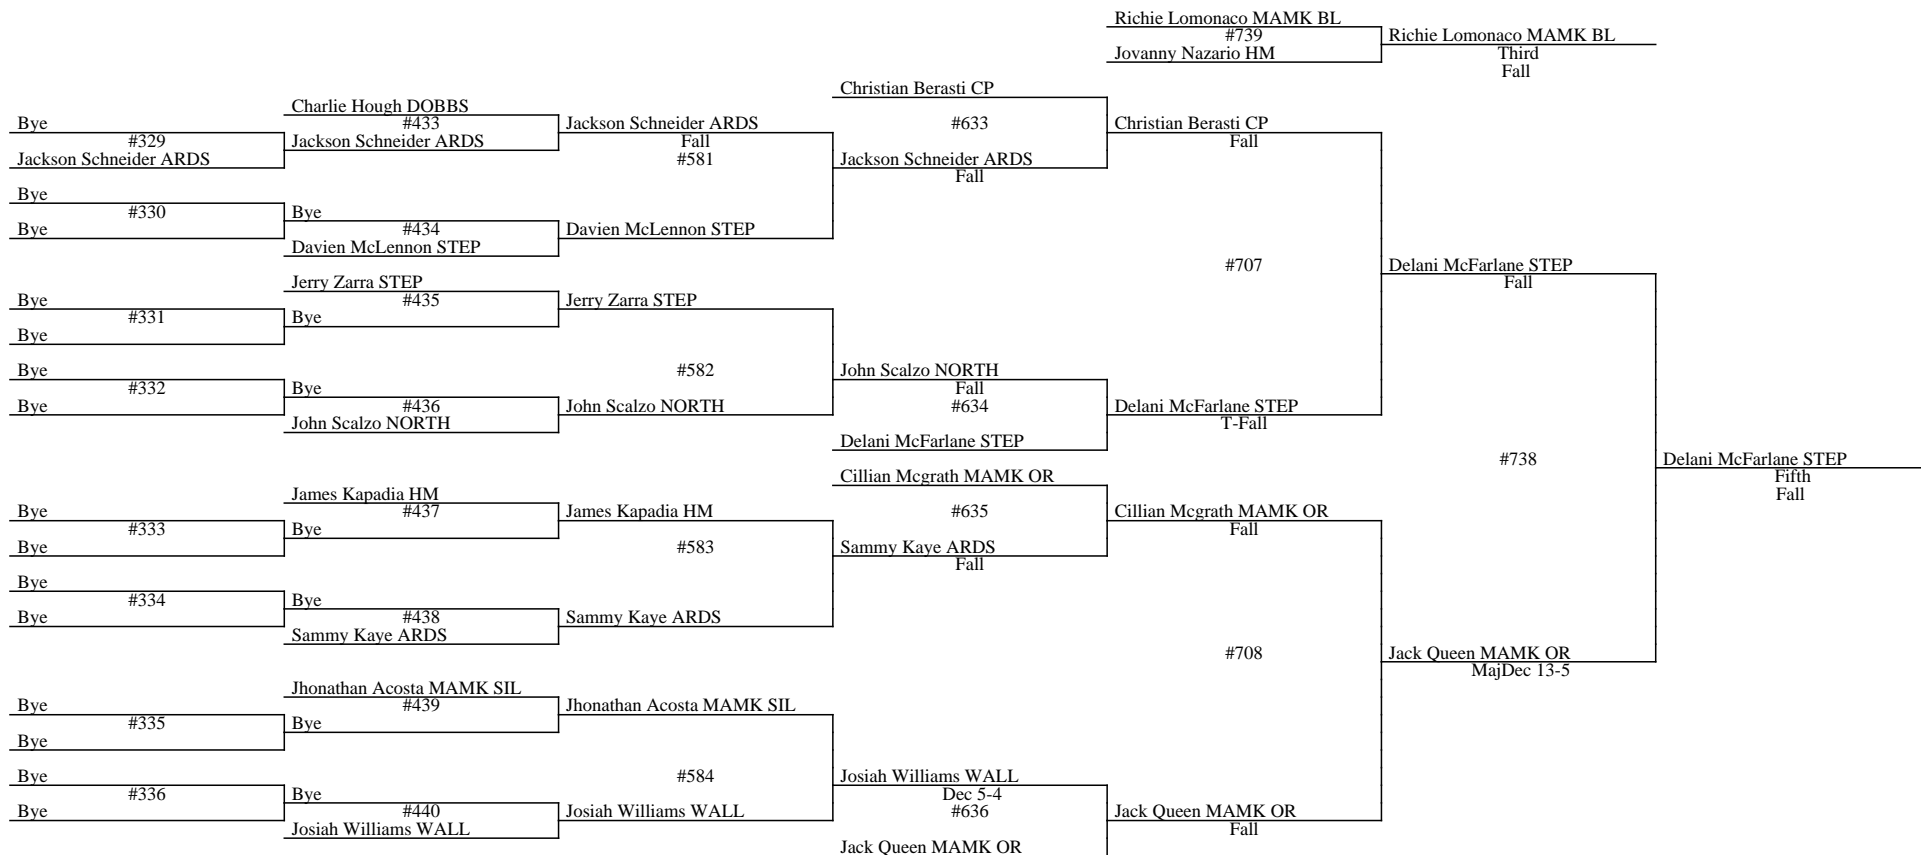 Richie Lomonaco MAMK BL
#739
Jovanny Nazario HM
Richie Lomonaco MAMK BL
Third
Fall
Bye
#329
Jackson Schneider ARDS
Bye
#330
Bye
Bye
#331
Bye
Bye
#332
Bye
Bye
#333
Bye
Bye
#334
Bye
Bye
#335
Bye
Bye
#336
Bye
Charlie Hough DOBBS
#433
Jackson Schneider ARDS
Bye
#434
Davien McLennon STEP
Jerry Zarra STEP
#435
Bye
Bye
#436
John Scalzo NORTH
James Kapadia HM
#437
Bye
Bye
#438
Sammy Kaye ARDS
Jhonathan Acosta MAMK SIL
#439
Bye
Bye
#440
Josiah Williams WALL
Jackson Schneider ARDS
Fall
#581
Davien McLennon STEP
Jerry Zarra STEP
#582
John Scalzo NORTH
James Kapadia HM
#583
Sammy Kaye ARDS
Jhonathan Acosta MAMK SIL
#584
Josiah Williams WALL
Christian Berasti CP
#633
Jackson Schneider ARDS
Fall
John Scalzo NORTH
Fall
#634
Delani McFarlane STEP
Cillian Mcgrath MAMK OR
#635
Sammy Kaye ARDS
Fall
Josiah Williams WALL
Dec 5-4
#636
Jack Queen MAMK OR
Christian Berasti CP
Fall
#707
Delani McFarlane STEP
T-Fall
Cillian Mcgrath MAMK OR
Fall
#708
Jack Queen MAMK OR
Fall
Delani McFarlane STEP
Fall
#738
Jack Queen MAMK OR
MajDec 13-5
Delani McFarlane STEP
Fifth
Fall